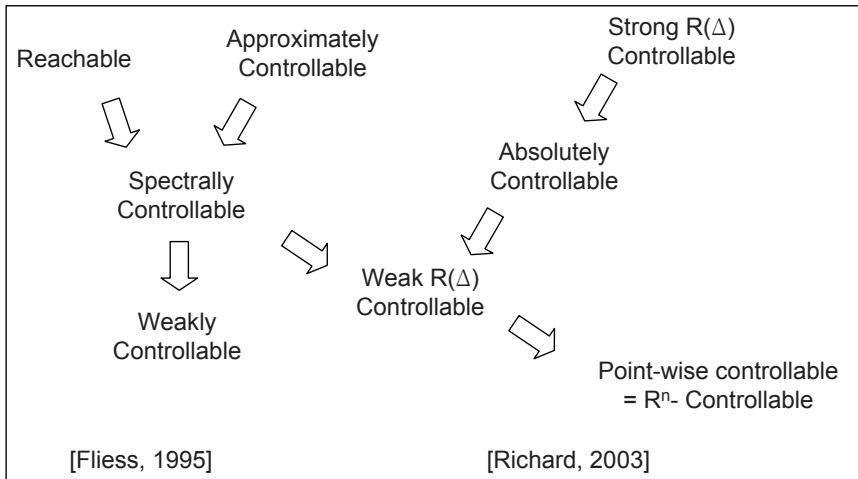 Reachable
Approximately
Controllable
Strong R(Δ)
Controllable
Spectrally
Controllable
Absolutely
Controllable
Weakly
Controllable
Weak R(Δ)
Controllable
Point-wise controllable
= Rⁿ- Controllable
[Fliess, 1995]
[Richard, 2003]